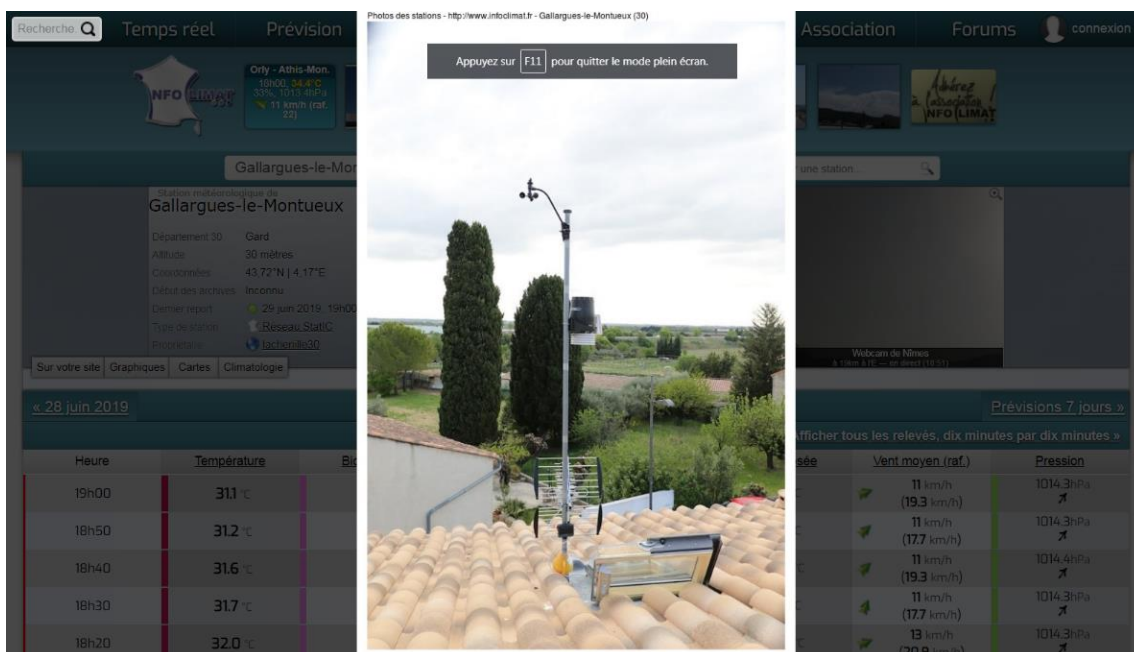 Photos des stations - http://www.infoclimat.fr - Gallargues-le-Montueux (30)
Recherche.
Temps réel
Prévision
Association
Forums
connexion
Appuyez sur F11 pour quitter le mode plein écran.
Orly - Athis-Mon.
18h00, 34.4°C
33%, 1013.4hPa
11 km/h (raf.
22)
Adhérez
à l'association
INFOCLIMAT
Gallargues-le-Mon
une station...
Station météorologique de
Gallargues-le-Montueux
Département 30 Gard
Altitude 30 mètres
Coordonnées 43,72°N | 4,17°E
Début des archives Inconnu
Dernier report 29 juin 2019, 19h00
Type de station Réseau StatIC
Propriétaire lachenille30
Webcam de Nîmes
Sur votre site Graphiques Cartes Climatologie
« 28 juin 2019
Prévisions 7 jours »
Afficher tous les relevés, dix minutes par dix minutes »
Heure Température Bio sée Vent moyen (raf.) Pression
19h00 31.1 °C 11 km/h (19.3 km/h) 1014.3hPa
18h50 31.2 °C 11 km/h (17.7 km/h) 1014.3hPa
18h40 31.6 °C 11 km/h (19.3 km/h) 1014.4hPa
18h30 31.7 °C 11 km/h (17.7 km/h) 1014.3hPa
18h20 32.0 °C 13 km/h (20.9 km/h) 1014.3hPa